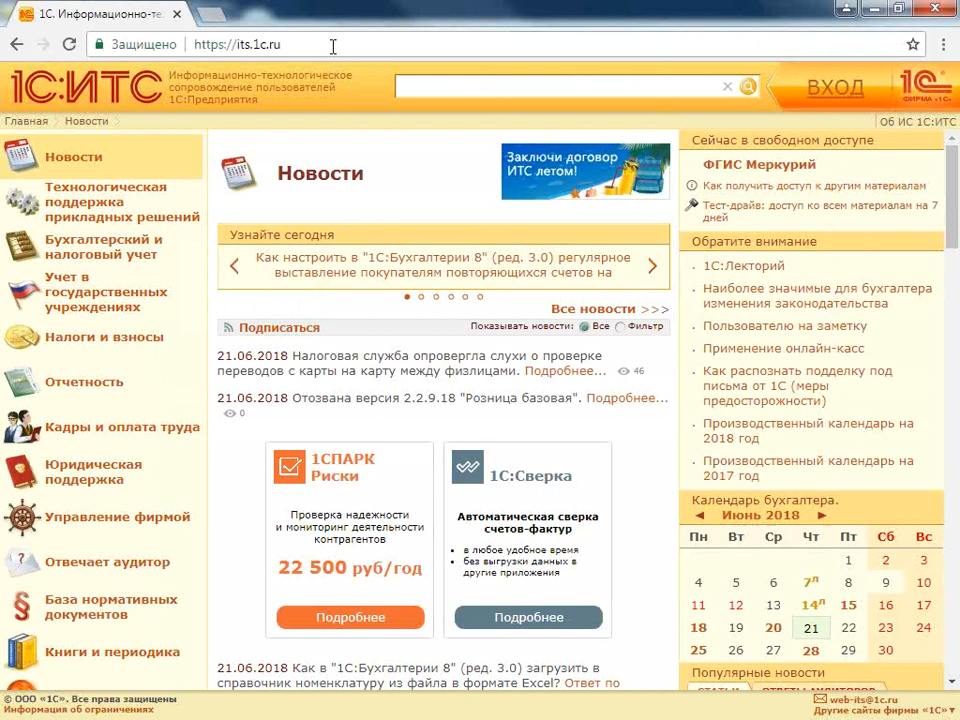 1С. Информационно-те
Защищено
https://its.1c.ru
1С:ИТС
Информационно-технологическое
сопровождение пользователей
1С:Предприятия
ВХОД
1С
ФИРМА «1С»
Главная
Новости
Об ИС 1С:ИТС
Новости
Технологическая
поддержка
прикладных решений
Бухгалтерский и
налоговый учет
Учет в
государственных
учреждениях
Налоги и взносы
Отчетность
Кадры и оплата труда
Юридическая
поддержка
Управление фирмой
Отвечает аудитор
База нормативных
документов
Книги и периодика
Новости
Заключи договор
ИТС летом!
Узнайте сегодня
Как настроить в "1С:Бухгалтерии 8" (ред. 3.0) регулярное
выставление покупателям повторяющихся счетов на
Все новости >>>
Подписаться
Показывать новости: Все Фильтр
21.06.2018 Налоговая служба опровергла слухи о проверке
переводов с карты на карту между физлицами. Подробнее... 46
21.06.2018 Отозвана версия 2.2.9.18 "Розница базовая". Подробнее...
0
1СПАРК
Риски
Проверка надежности
и мониторинг деятельности
контрагентов
22 500 руб/год
Подробнее
1С:Сверка
Автоматическая сверка
счетов-фактур
в любое удобное время
без выгрузки данных в
другие приложения
Подробнее
21.06.2018 Как в "1С:Бухгалтерии 8" (ред. 3.0) загрузить в
справочник номенклатуру из файла в формате Excel? Ответ по
Сейчас в свободном доступе
ФГИС Меркурий
Как получить доступ к другим материалам
Тест-драйв: доступ ко всем материалам на 7
дней
Обратите внимание
1С:Лекторий
Наиболее значимые для бухгалтера
изменения законодательства
Пользователю на заметку
Применение онлайн-касс
Как распознать подделку под
письма от 1С (меры
предосторожности)
Производственный календарь на
2018 год
Производственный календарь на
2017 год
Календарь бухгалтера.
Июнь 2018
Пн Вт Ср Чт Пт Сб Вс
1 2 3
4 5 6 7л 8 9 10
11 12 13 14л 15 16 17
18 19 20 21 22 23 24
25 26 27 28 29 30
Популярные новости
СТАТЬИ ОТВЕТЫ АУДИТОРОВ
© ООО «1С». Все права защищены
Информация об ограничениях
web-its@1c.ru
Другие сайты фирмы «1С»